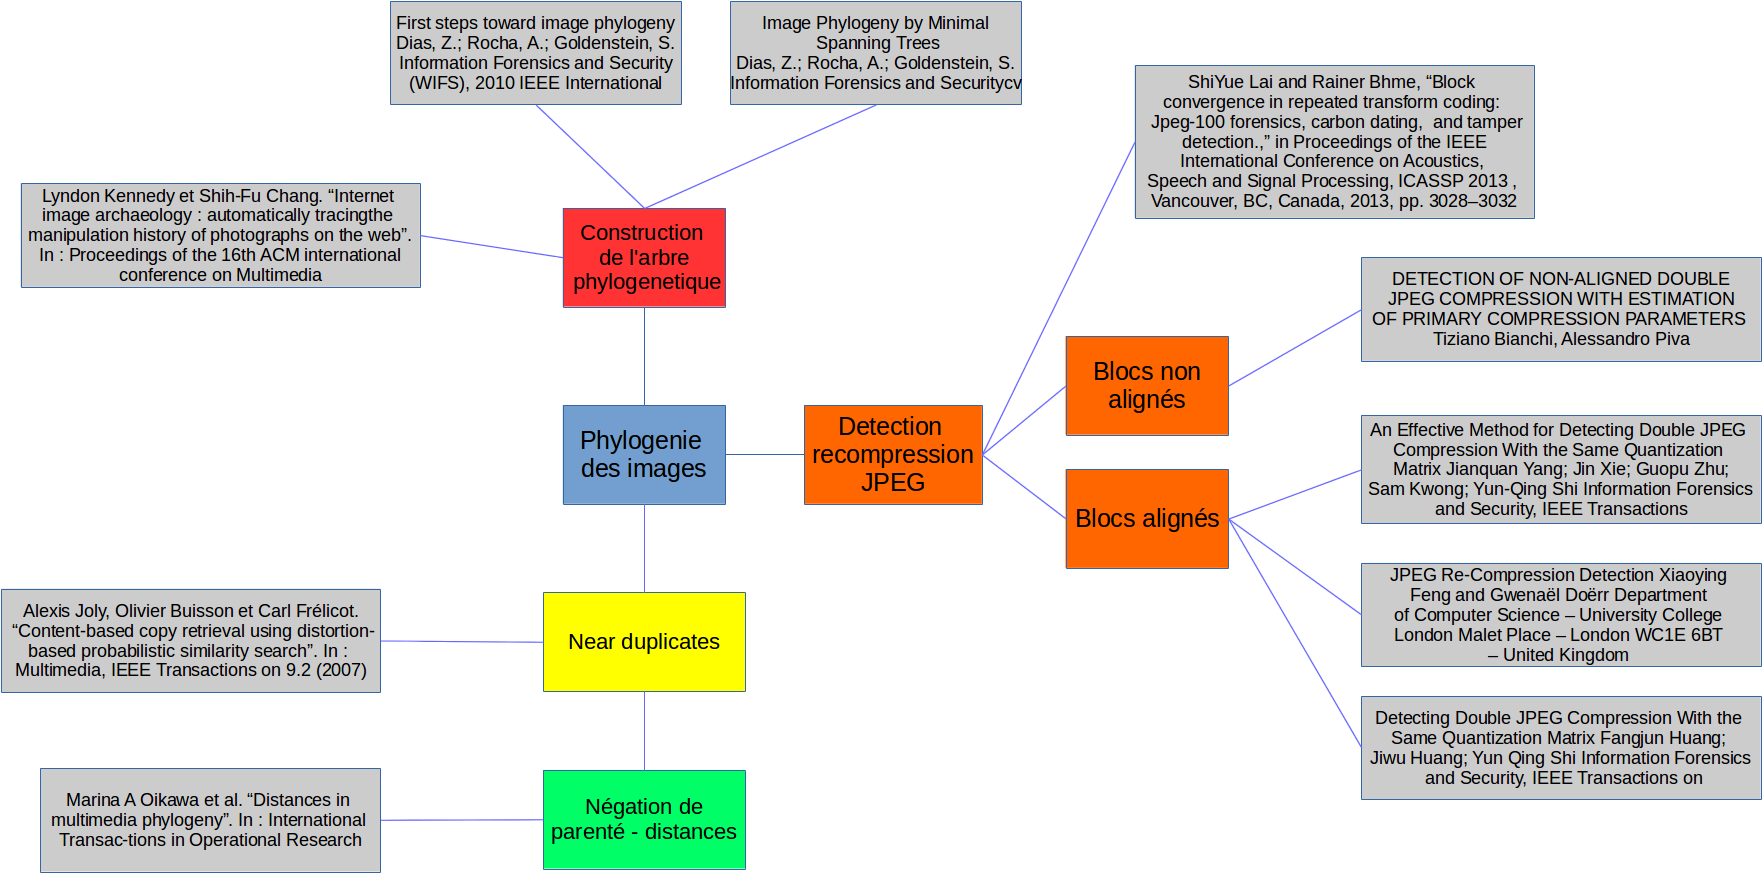 First steps toward image phylogeny
Dias, Z.; Rocha, A.; Goldenstein, S.
Information Forensics and Security
(WIFS), 2010 IEEE International
Image Phylogeny by Minimal
Spanning Trees
Dias, Z.; Rocha, A.; Goldenstein, S.
Information Forensics and Securitycv
ShiYue Lai and Rainer Bhme, “Block
convergence in repeated transform coding:
Jpeg-100 forensics, carbon dating,  and tamper
detection.,” in Proceedings of the IEEE
International Conference on Acoustics,
Speech and Signal Processing, ICASSP 2013 ,
Vancouver, BC, Canada, 2013, pp. 3028–3032
Lyndon Kennedy et Shih-Fu Chang. “Internet
image archaeology : automatically tracingthe
manipulation history of photographs on the web”.
In : Proceedings of the 16th ACM international
conference on Multimedia
Construction
de l'arbre
phylogenetique
DETECTION OF NON-ALIGNED DOUBLE
JPEG COMPRESSION WITH ESTIMATION
OF PRIMARY COMPRESSION PARAMETERS
Tiziano Bianchi, Alessandro Piva
Blocs non
alignés
Phylogenie
des images
Detection
recompression
JPEG
Blocs alignés
An Effective Method for Detecting Double JPEG
Compression With the Same Quantization
Matrix Jianquan Yang; Jin Xie; Guopu Zhu;
Sam Kwong; Yun-Qing Shi Information Forensics
and Security, IEEE Transactions
JPEG Re-Compression Detection Xiaoying
Feng and Gwenaël Doërr Department
of Computer Science – University College
London Malet Place – London WC1E 6BT
– United Kingdom
Alexis Joly, Olivier Buisson et Carl Frélicot.
“Content-based copy retrieval using distortion-
based probabilistic similarity search”. In :
Multimedia, IEEE Transactions on 9.2 (2007)
Near duplicates
Detecting Double JPEG Compression With the
Same Quantization Matrix Fangjun Huang;
Jiwu Huang; Yun Qing Shi Information Forensics
and Security, IEEE Transactions on
Marina A Oikawa et al. “Distances in
multimedia phylogeny”. In : International
Transac-tions in Operational Research
Négation de
parenté - distances